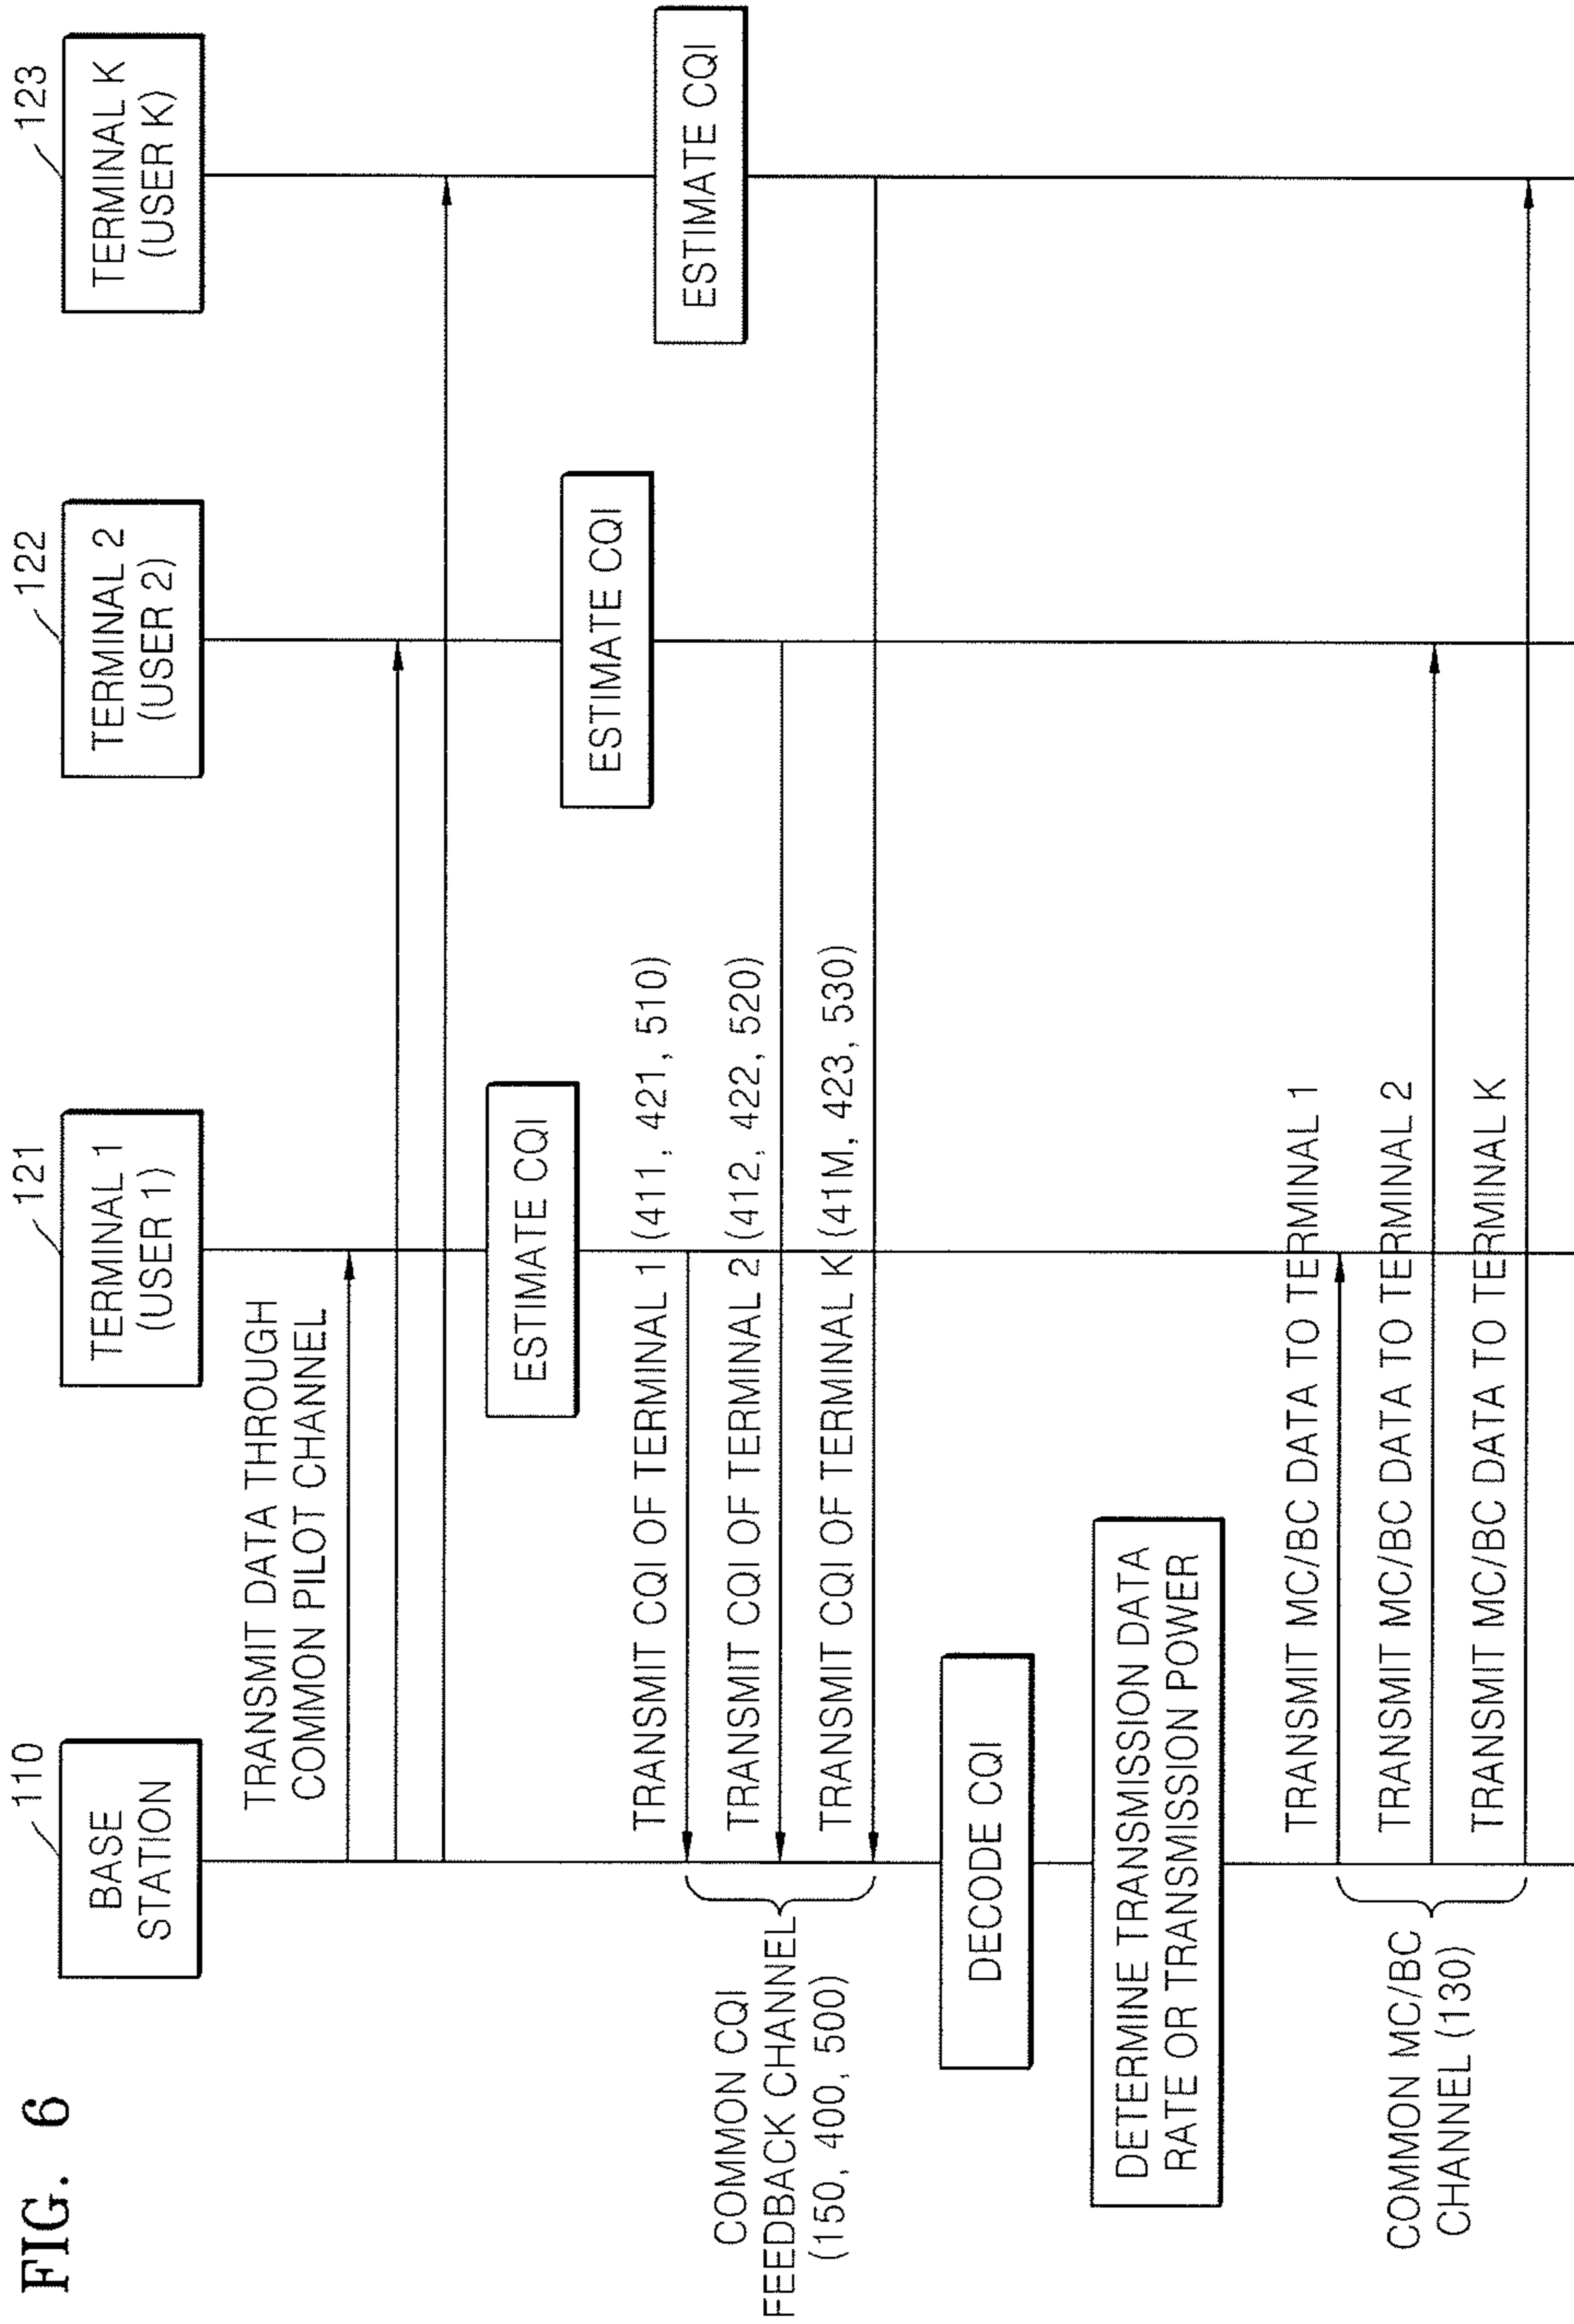 FIG. 6
110
BASE
STATION
121
TERMINAL 1
(USER 1)
122
TERMINAL 2
(USER 2)
123
TERMINAL K
(USER K)
TRANSMIT DATA THROUGH
COMMON PILOT CHANNEL
ESTIMATE CQI
ESTIMATE CQI
ESTIMATE CQI
TRANSMIT CQI OF TERMINAL 1 (411, 421, 510)
TRANSMIT CQI OF TERMINAL 2 (412, 422, 520)
TRANSMIT CQI OF TERMINAL K (41M, 423, 530)
COMMON CQI
FEEDBACK CHANNEL
(150, 400, 500)
DECODE CQI
DETERMINE TRANSMISSION DATA
RATE OR TRANSMISSION POWER
TRANSMIT MC/BC DATA TO TERMINAL 1
TRANSMIT MC/BC DATA TO TERMINAL 2
TRANSMIT MC/BC DATA TO TERMINAL K
COMMON MC/BC
CHANNEL (130)